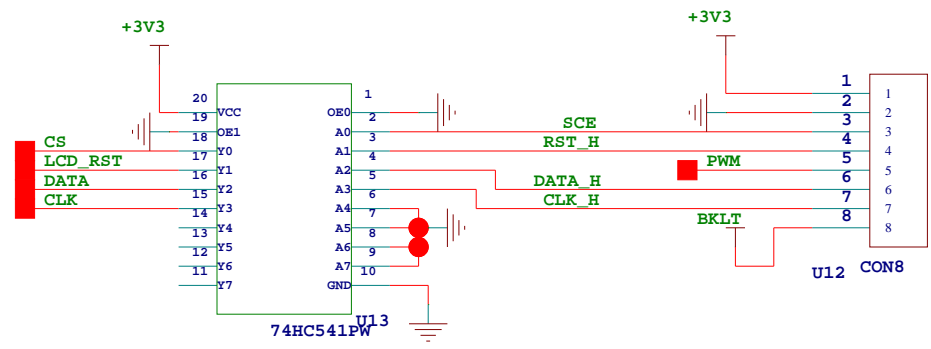 +3V3
+3V3
20 VCC OE0 1
19 OE1 A0 2
18 Y0 A1 3
17 Y1 A2 4
16 Y2 A3 5
15 Y3 A4 6
14 Y4 A5 7
13 Y5 A6 8
12 Y6 A7 9
11 Y7 GND 10
CS
LCD_RST
DATA
CLK
SCE
RST_H
PWM
DATA_H
CLK_H
BKLT
1 1
2 2
3 3
4 4
5 5
6 6
7 7
8 8
U12 CON8
U13
74HC541PW